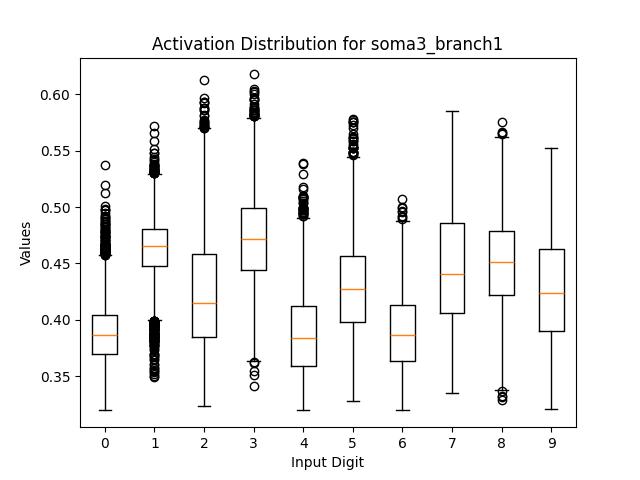 Activation Distribution for soma3_branch1
0.60
0.55
0.50
0.45
0.40
0.35
Values
0 1 2 3 4 5 6 7 8 9
Input Digit